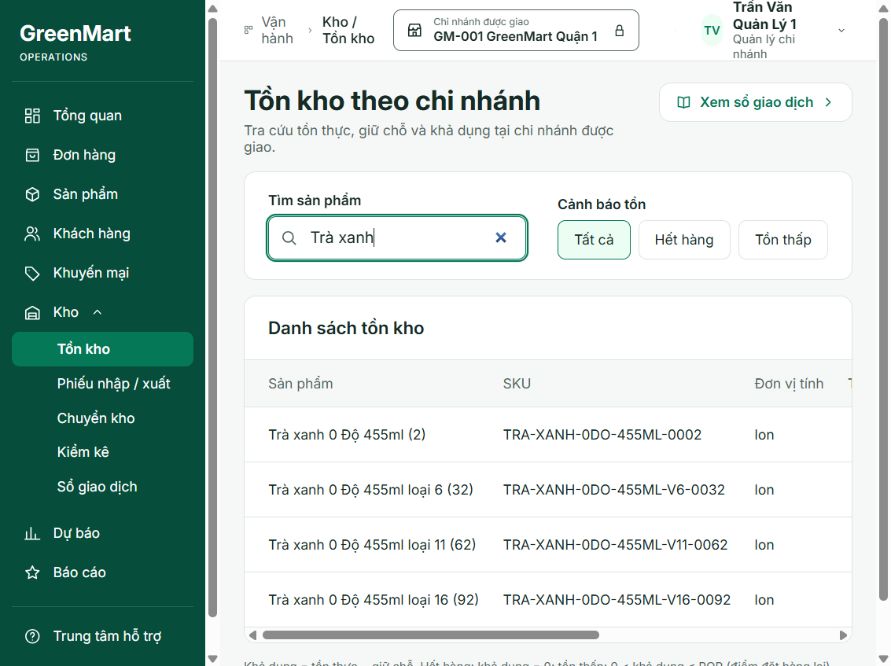 GreenMart
OPERATIONS
Tổng quan
Đơn hàng
Sản phẩm
Khách hàng
Khuyến mại
Kho
Tồn kho
Phiếu nhập / xuất
Chuyển kho
Kiểm kê
Sổ giao dịch
Dự báo
Báo cáo
Trung tâm hỗ trợ
Vận hành
Kho / Tồn kho
Chi nhánh được giao
GM-001 GreenMart Quận 1
TV
Trần Văn
Quản Lý 1
Quản lý chi
nhánh
Tồn kho theo chi nhánh
Tra cứu tồn thực, giữ chỗ và khả dụng tại chi nhánh được
giao.
Xem sổ giao dịch
Tìm sản phẩm
Trà xanh
Cảnh báo tồn
Tất cả
Hết hàng
Tồn thấp
Danh sách tồn kho
Sản phẩm SKU Đơn vị tính
Trà xanh 0 Độ 455ml (2) TRA-XANH-0DO-455ML-0002 lon
Trà xanh 0 Độ 455ml loại 6 (32) TRA-XANH-0DO-455ML-V6-0032 lon
Trà xanh 0 Độ 455ml loại 11 (62) TRA-XANH-0DO-455ML-V11-0062 lon
Trà xanh 0 Độ 455ml loại 16 (92) TRA-XANH-0DO-455ML-V16-0092 lon